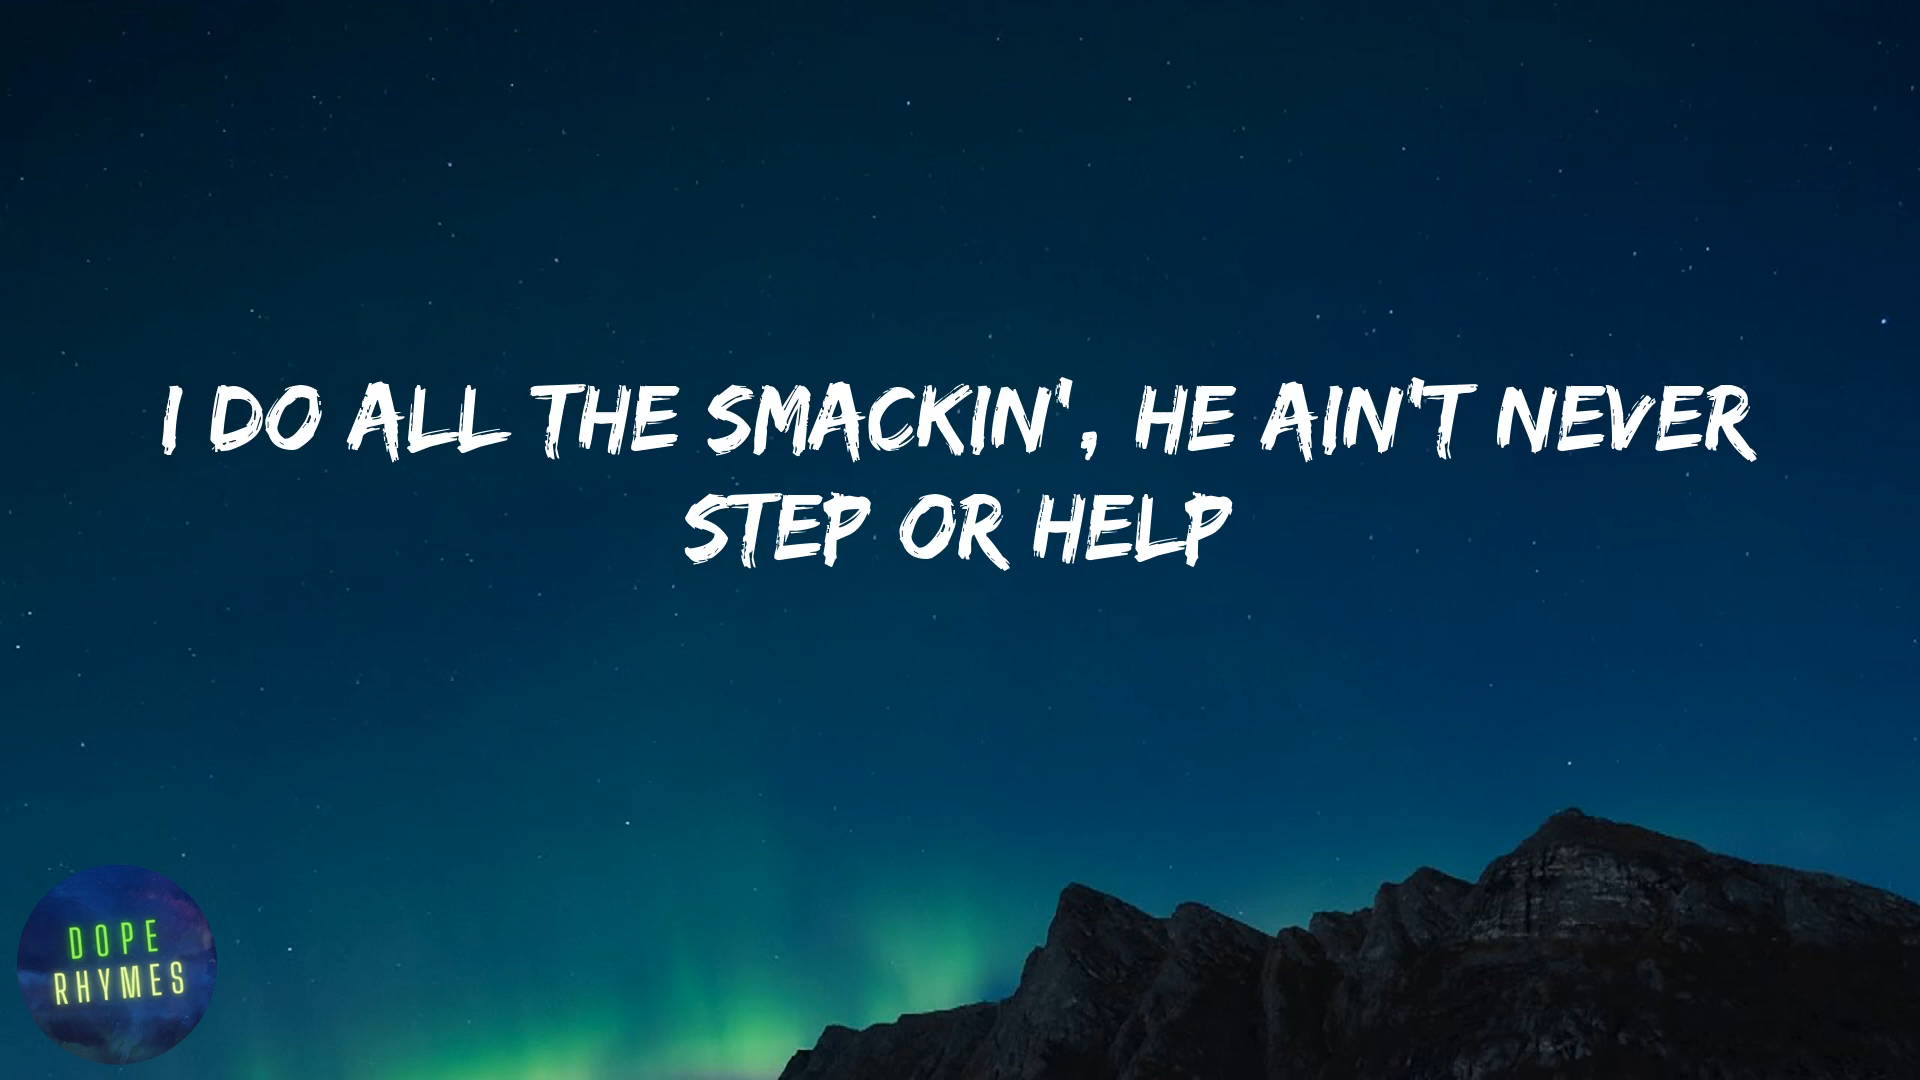 I DO ALL THE SMACKIN', HE AIN'T NEVER
STEP OR HELP
DOPE
RHYMES